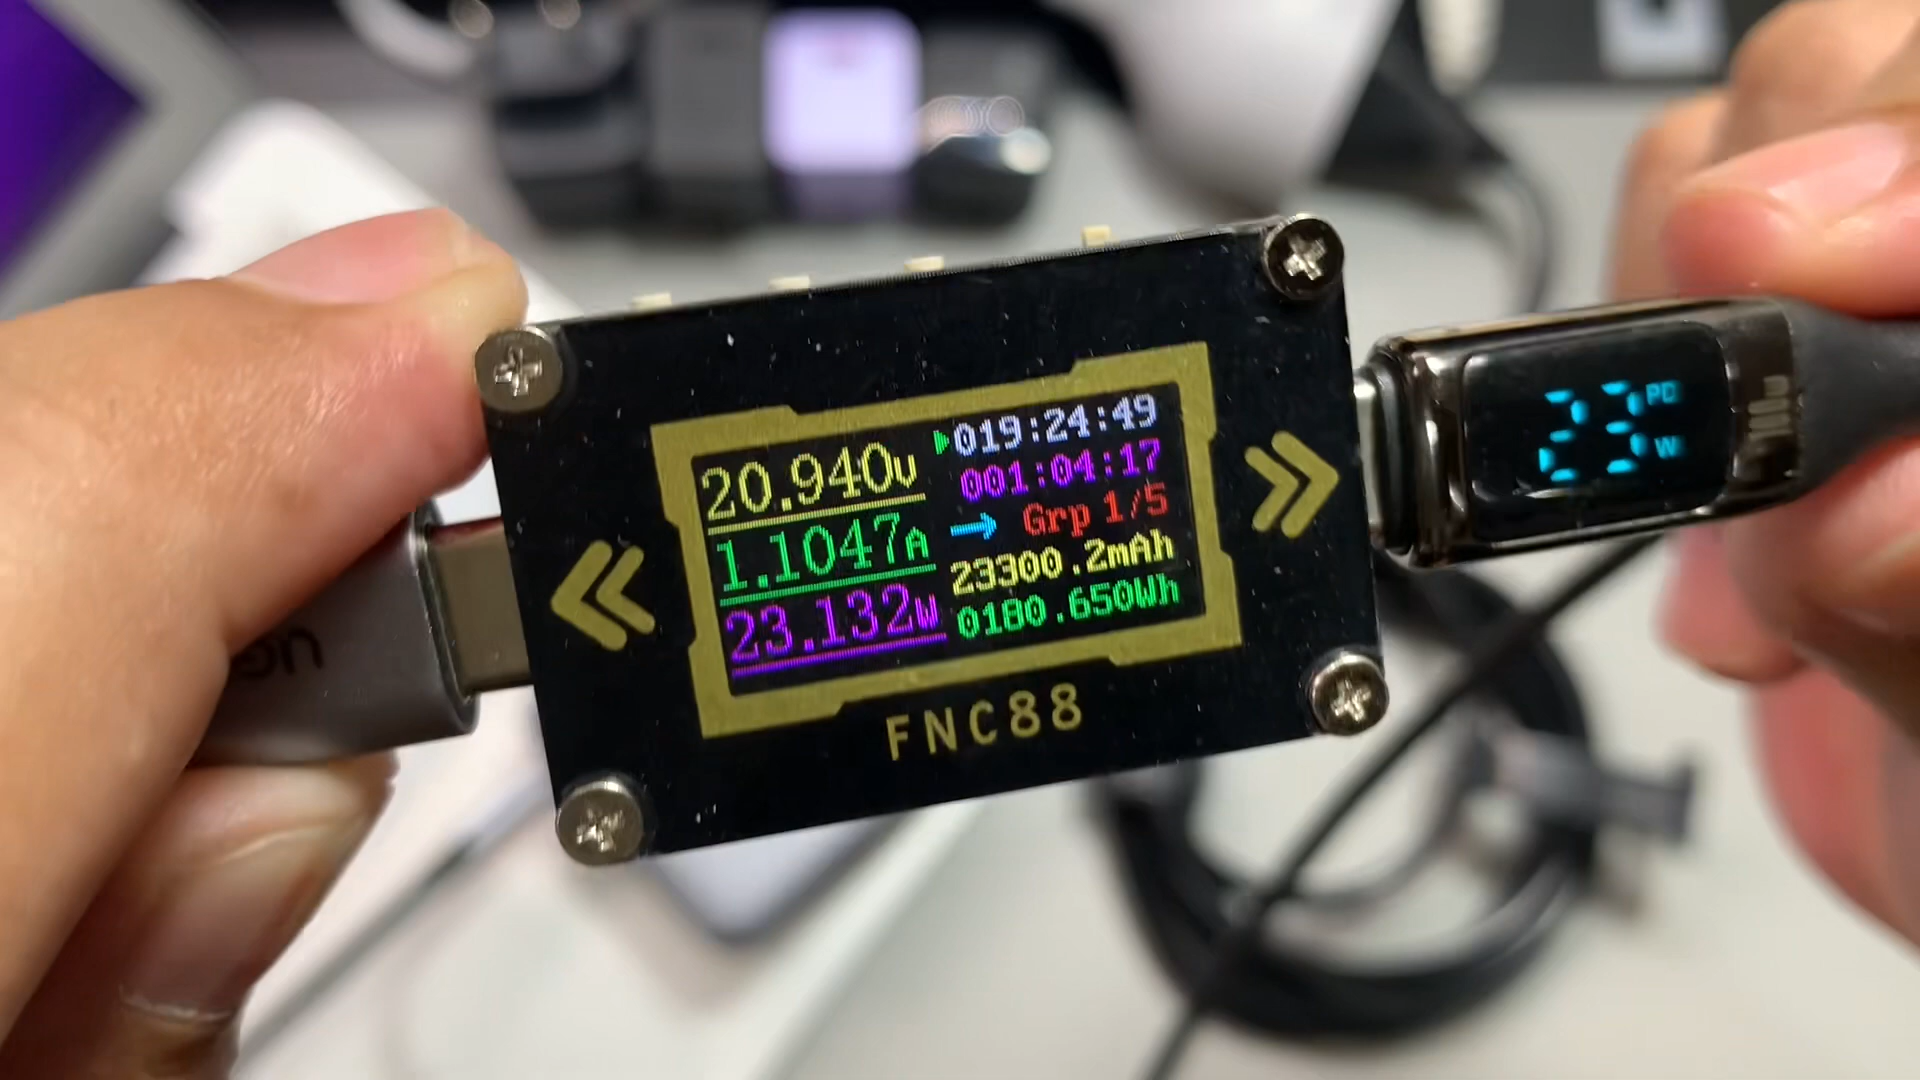 20.940V
1.1047A
23.132W
019:24:49
001:04:17
Grp 1/5
23300.2mAh
0180.650Wh
FNC88
23
PD
W